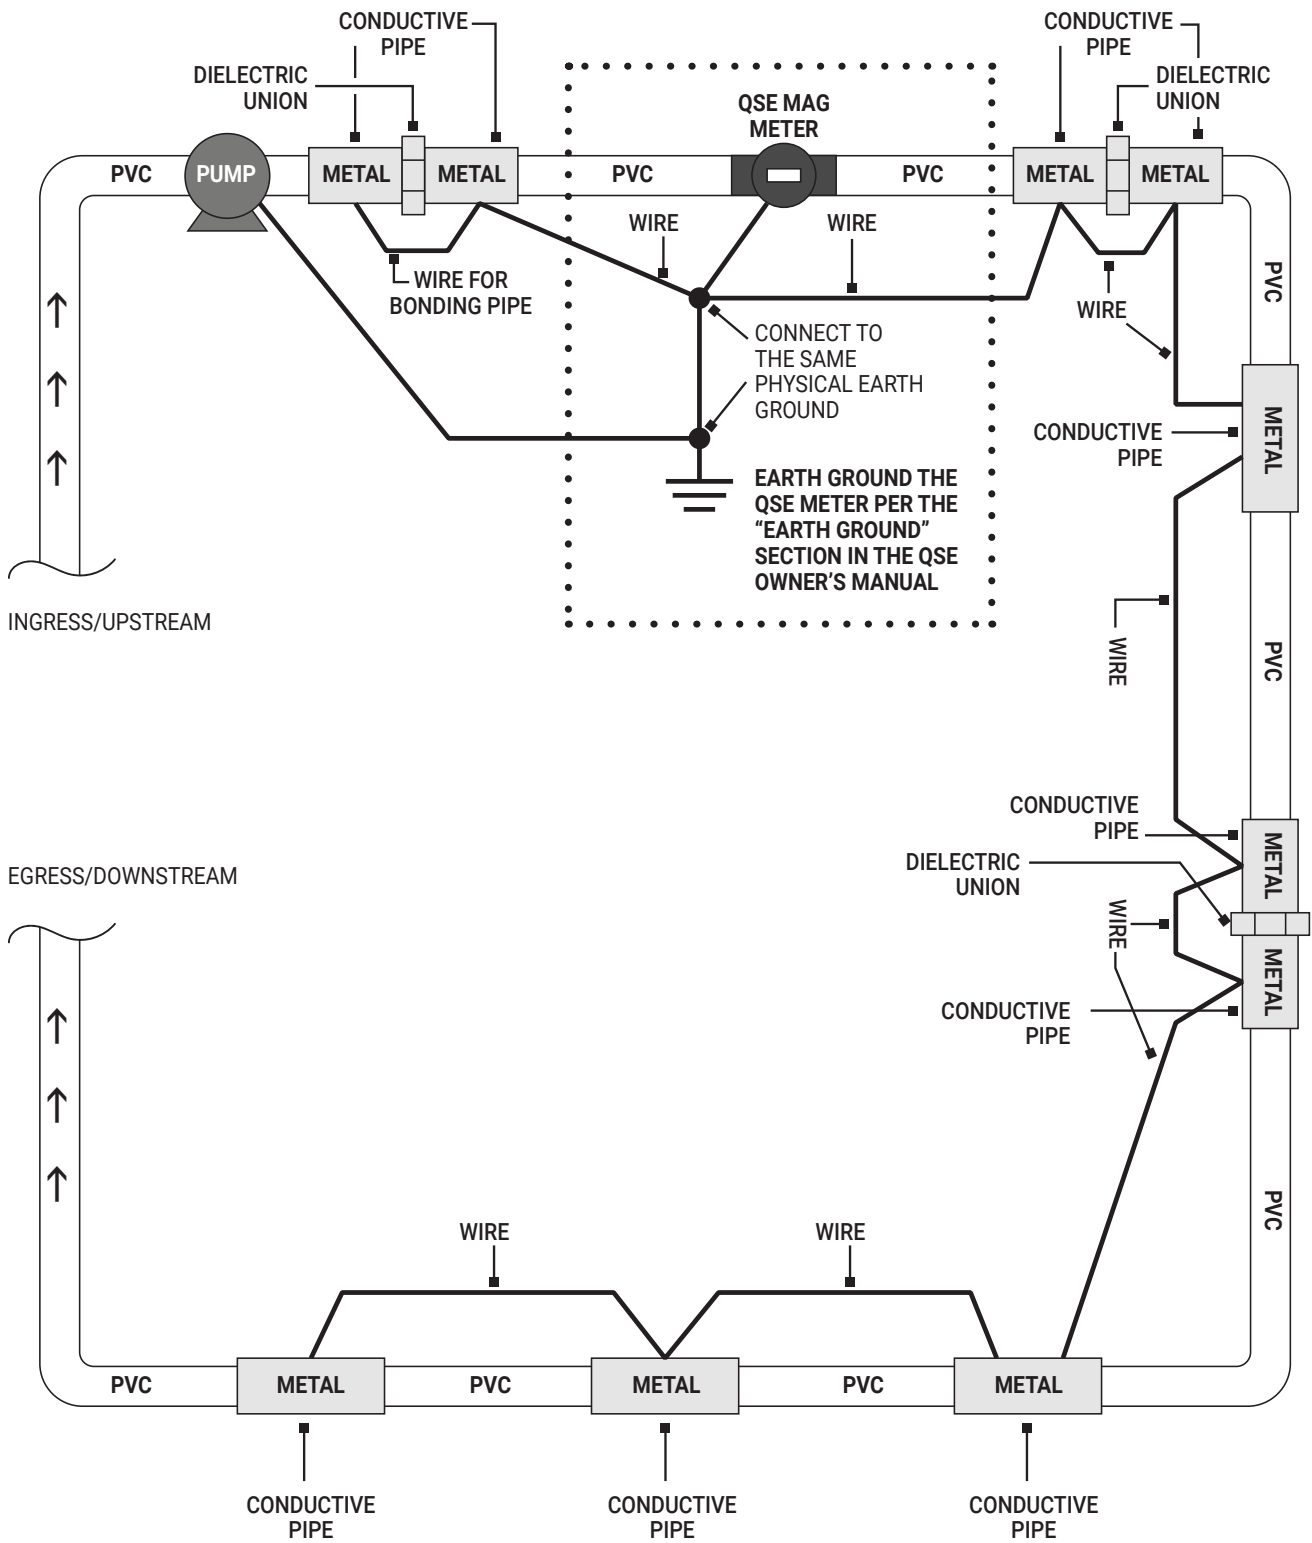 CONDUCTIVE
PIPE
DIELECTRIC
UNION
QSE MAG
METER
CONDUCTIVE
PIPE
DIELECTRIC
UNION
PVC
PUMP
METAL
METAL
PVC
PVC
METAL
METAL
WIRE
WIRE
WIRE FOR
BONDING PIPE
PVC
WIRE
CONNECT TO
THE SAME
PHYSICAL EARTH
GROUND
CONDUCTIVE
PIPE
METAL
EARTH GROUND THE
QSE METER PER THE
“EARTH GROUND”
SECTION IN THE QSE
OWNER’S MANUAL
INGRESS/UPSTREAM
WIRE
PVC
CONDUCTIVE
PIPE
METAL
DIELECTRIC
UNION
EGRESS/DOWNSTREAM
WIRE
METAL
CONDUCTIVE
PIPE
PVC
WIRE
WIRE
PVC
METAL
PVC
METAL
PVC
METAL
CONDUCTIVE
PIPE
CONDUCTIVE
PIPE
CONDUCTIVE
PIPE